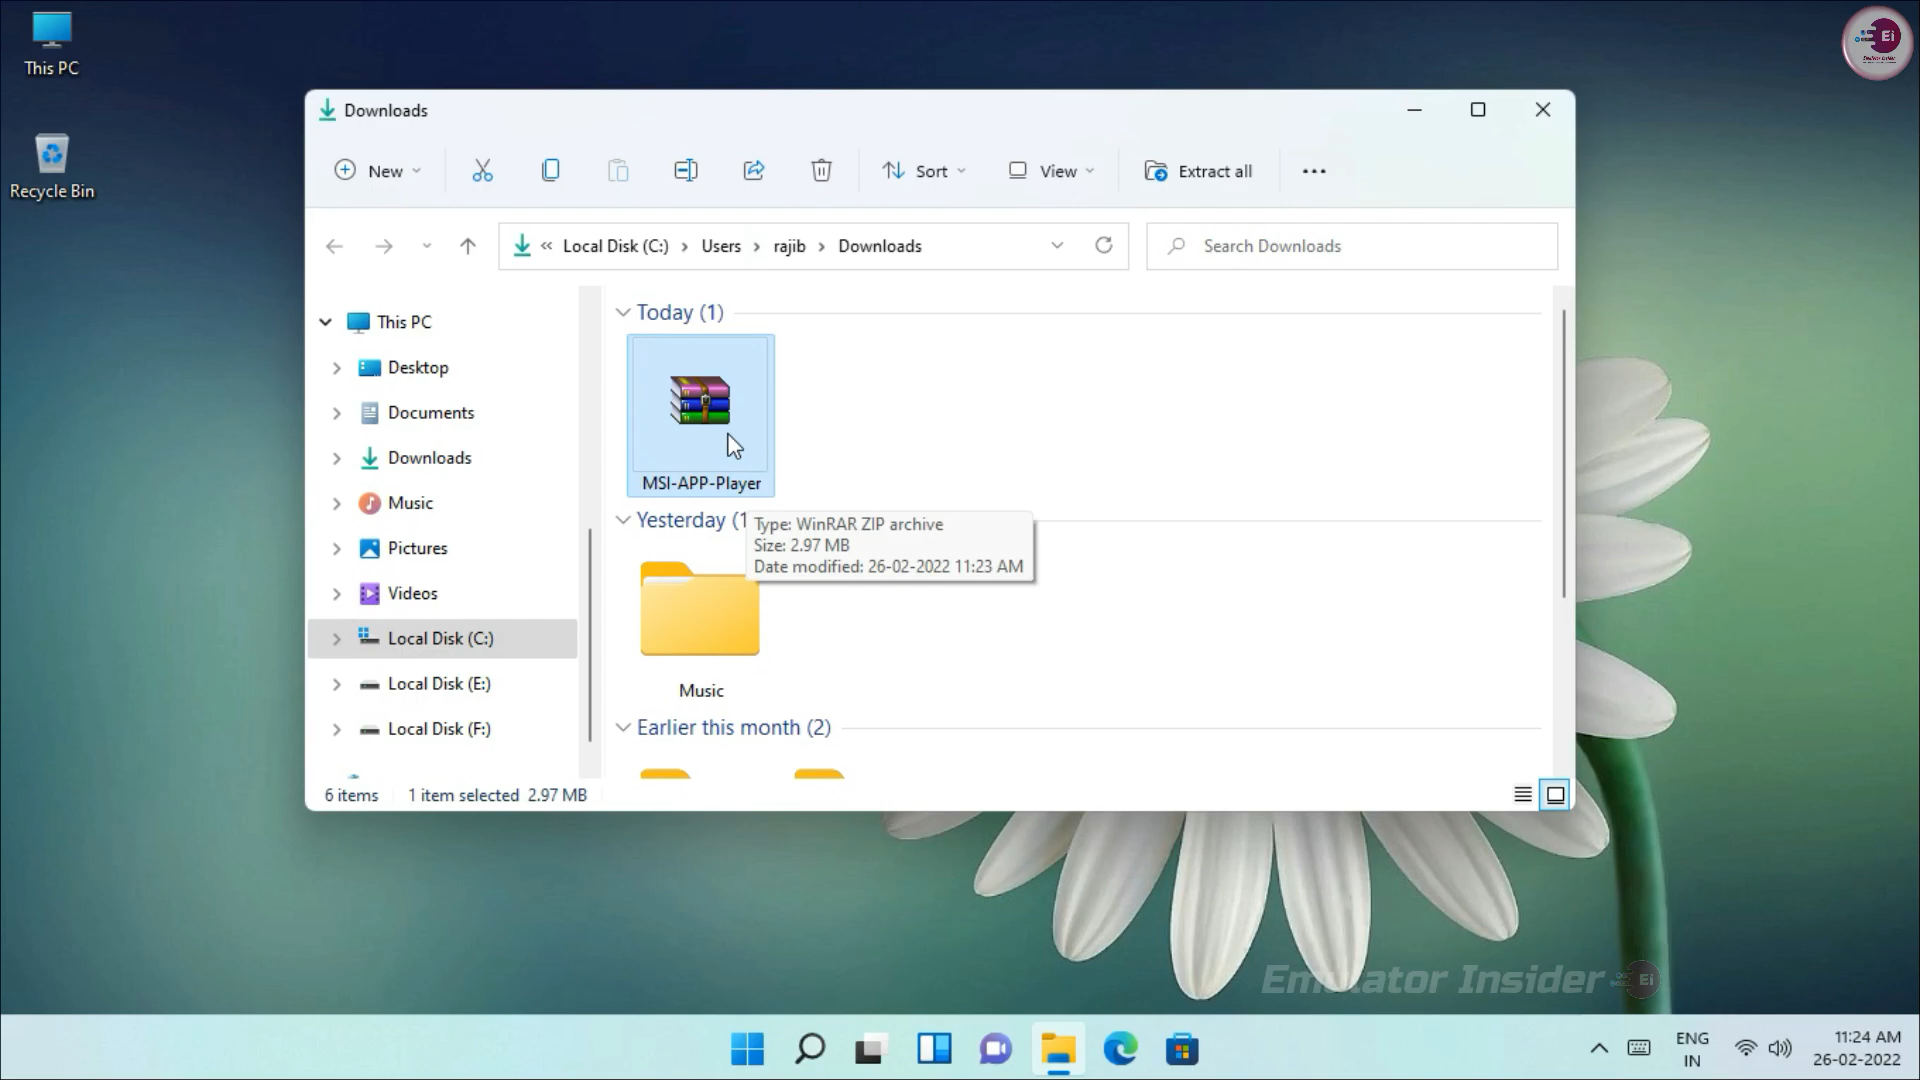 This PC
Recycle Bin
Ei
Downloads
New
Sort
View
Extract all
Local Disk (C:)
Users
rajib
Downloads
Search Downloads
This PC
Desktop
Documents
Downloads
Music
Pictures
Videos
Local Disk (C:)
Local Disk (E:)
Local Disk (F:)
Today (1)
MSI-APP-Player
Yesterday (1
Type: WinRAR ZIP archive
Size: 2.97 MB
Date modified: 26-02-2022 11:23 AM
Music
Earlier this month (2)
6 items
1 item selected 2.97 MB
Emulator Insider Ei
ENG
IN
11:24 AM
26-02-2022